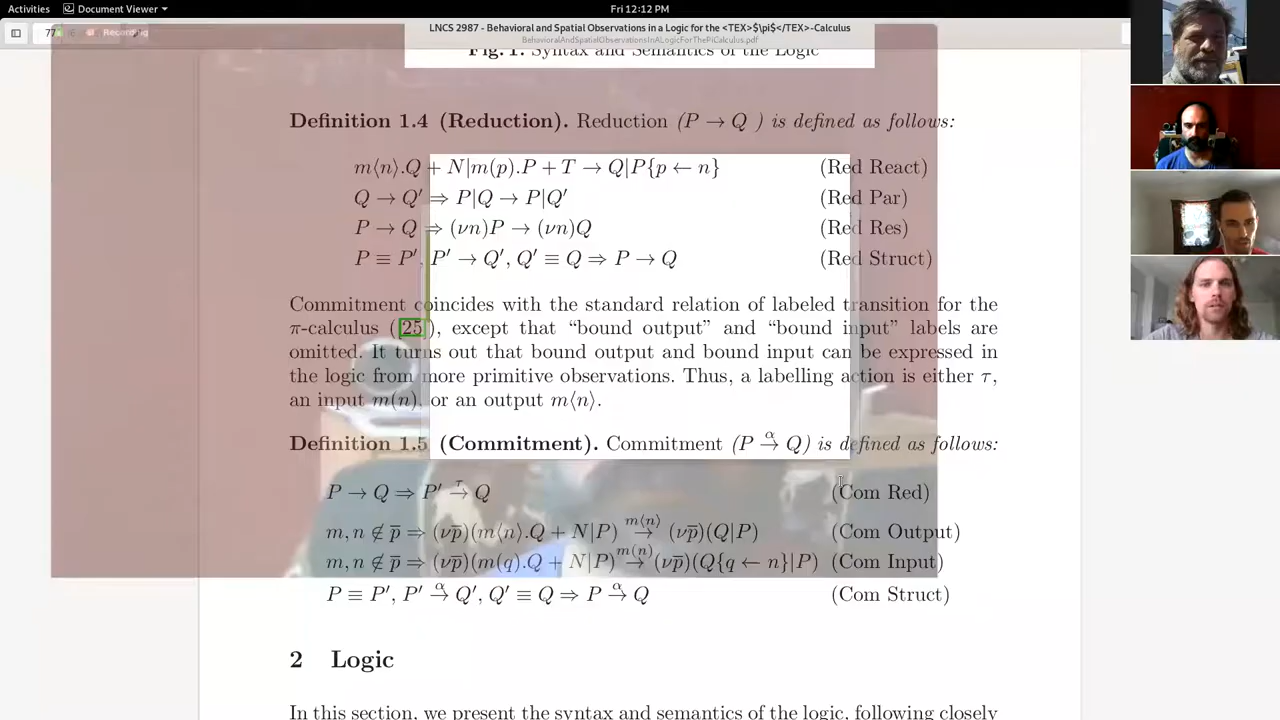 Activities Document Viewer Fri 12:12 PM
LNCS 2987 - Behavioral and Spatial Observations in a Logic for the <TEX>$\pi$</TEX>-Calculus
BehavioralAndSpatialObservationsInALogicForThePiCalculus.pdf
77 6 Recording
Fig. 1. Syntax and Semantics of the Logic
Definition 1.4 (Reduction). Reduction (P → Q ) is defined as follows:
m⟨n⟩.Q + N|m(p).P + T → Q|P{p ← n} (Red React)
Q → Q′ ⇒ P|Q → P|Q′ (Red Par)
P → Q ⇒ (νn)P → (νn)Q (Red Res)
P ≡ P′, P′ → Q′, Q′ ≡ Q ⇒ P → Q (Red Struct)
Commitment coincides with the standard relation of labeled transition for the
π-calculus ([25]), except that “bound output” and “bound input” labels are
omitted. It turns out that bound output and bound input can be expressed in
the logic from more primitive observations. Thus, a labelling action is either τ,
an input m(n), or an output m⟨n⟩.
Definition 1.5 (Commitment). Commitment (P →α Q) is defined as follows:
P → Q ⇒ P′ →τ Q (Com Red)
m, n ∉ p̅ ⇒ (νp̅)(m⟨n⟩.Q + N|P) →m⟨n⟩ (νp̅)(Q|P) (Com Output)
m, n ∉ p̅ ⇒ (νp̅)(m(q).Q + N|P) →m(n) (νp̅)(Q{q ← n}|P) (Com Input)
P ≡ P′, P′ →α Q′, Q′ ≡ Q ⇒ P →α Q (Com Struct)
2 Logic
In this section, we present the syntax and semantics of the logic, following closely